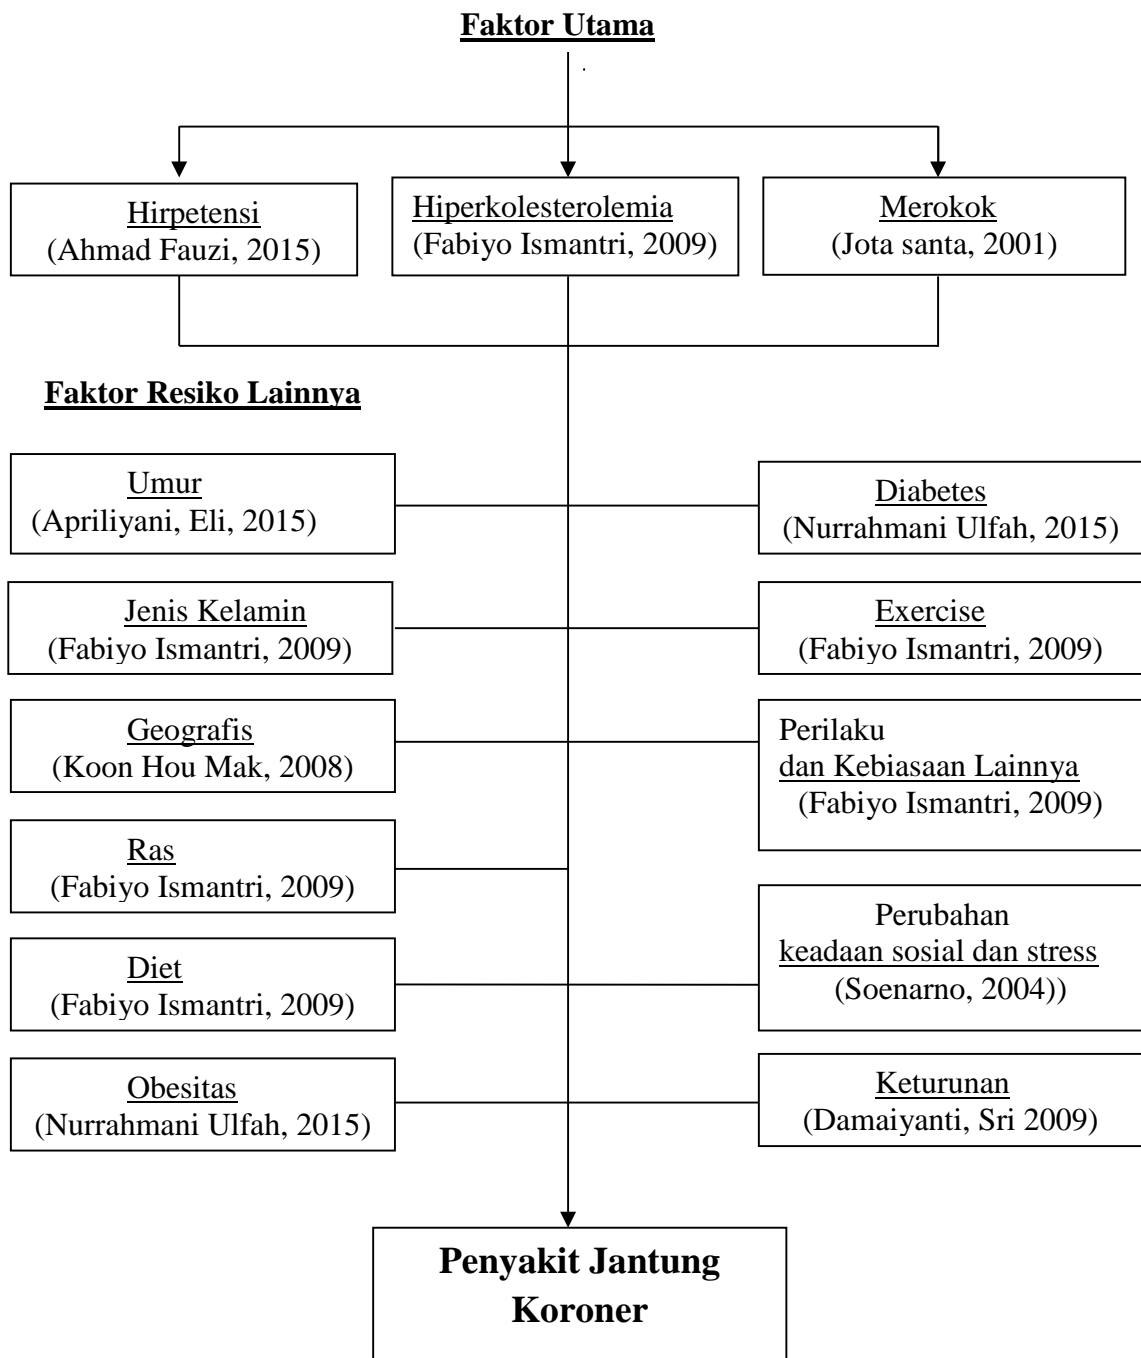 Faktor Utama
Hirpetensi
(Ahmad Fauzi, 2015)
Hiperkolesterolemia
(Fabiyo Ismantri, 2009)
Merokok
(Jota santa, 2001)
Faktor Resiko Lainnya
Umur
(Apriliyani, Eli, 2015)
Diabetes
(Nurrahmani Ulfah, 2015)
Jenis Kelamin
(Fabiyo Ismantri, 2009)
Exercise
(Fabiyo Ismantri, 2009)
Geografis
(Koon Hou Mak, 2008)
Perilaku
dan Kebiasaan Lainnya
(Fabiyo Ismantri, 2009)
Ras
(Fabiyo Ismantri, 2009)
Perubahan
keadaan sosial dan stress
(Soenarno, 2004))
Diet
(Fabiyo Ismantri, 2009)
Obesitas
(Nurrahmani Ulfah, 2015)
Keturunan
(Damaiyanti, Sri 2009)
Penyakit Jantung
Koroner